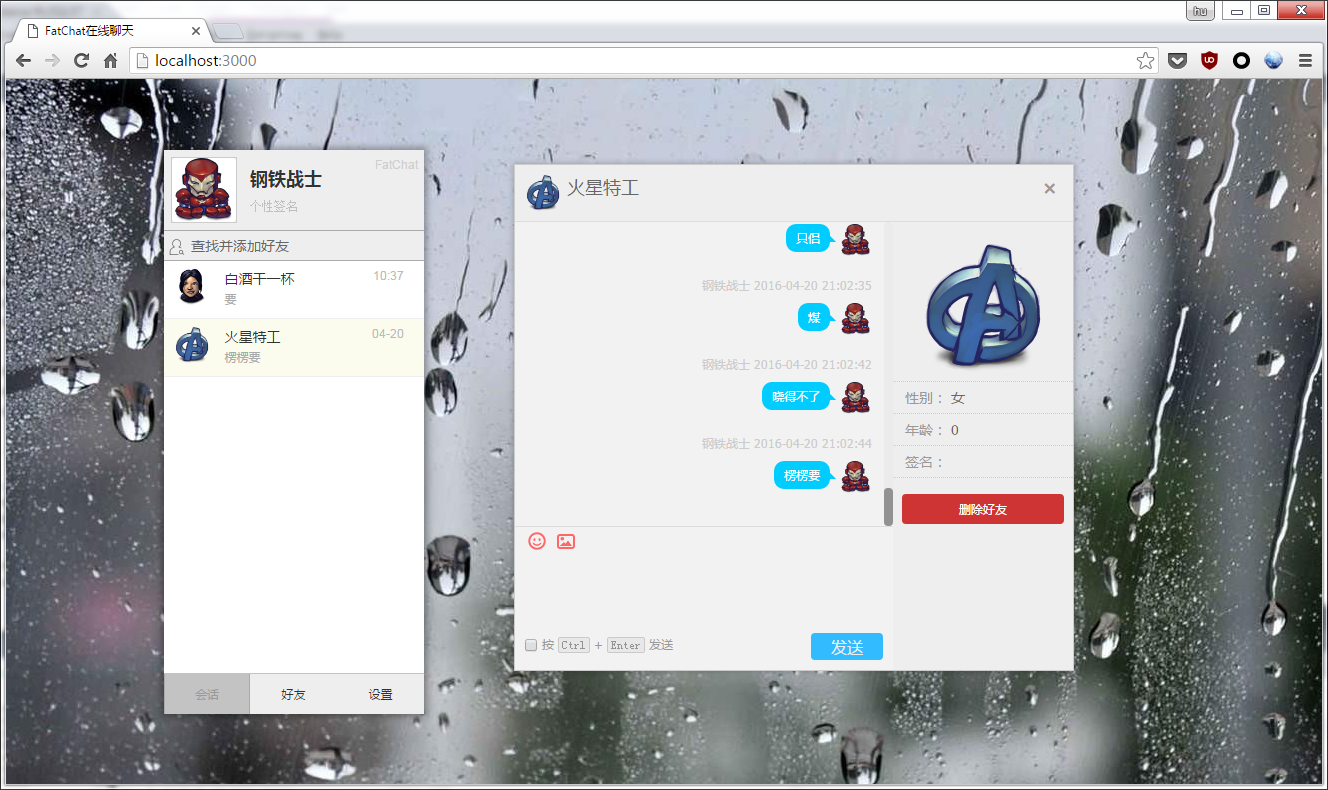 FatChat在线聊天
hu
localhost:3000
钢铁战士
FatChat
个性签名
查找并添加好友
白酒干一杯 10:37
要
火星特工 04-20
楞楞要
会话 好友 设置
火星特工
只侣
钢铁战士 2016-04-20 21:02:35
煤
钢铁战士 2016-04-20 21:02:42
晓得不了
钢铁战士 2016-04-20 21:02:44
楞楞要
按 Ctrl + Enter 发送
发送
性别： 女
年龄： 0
签名：
删除好友